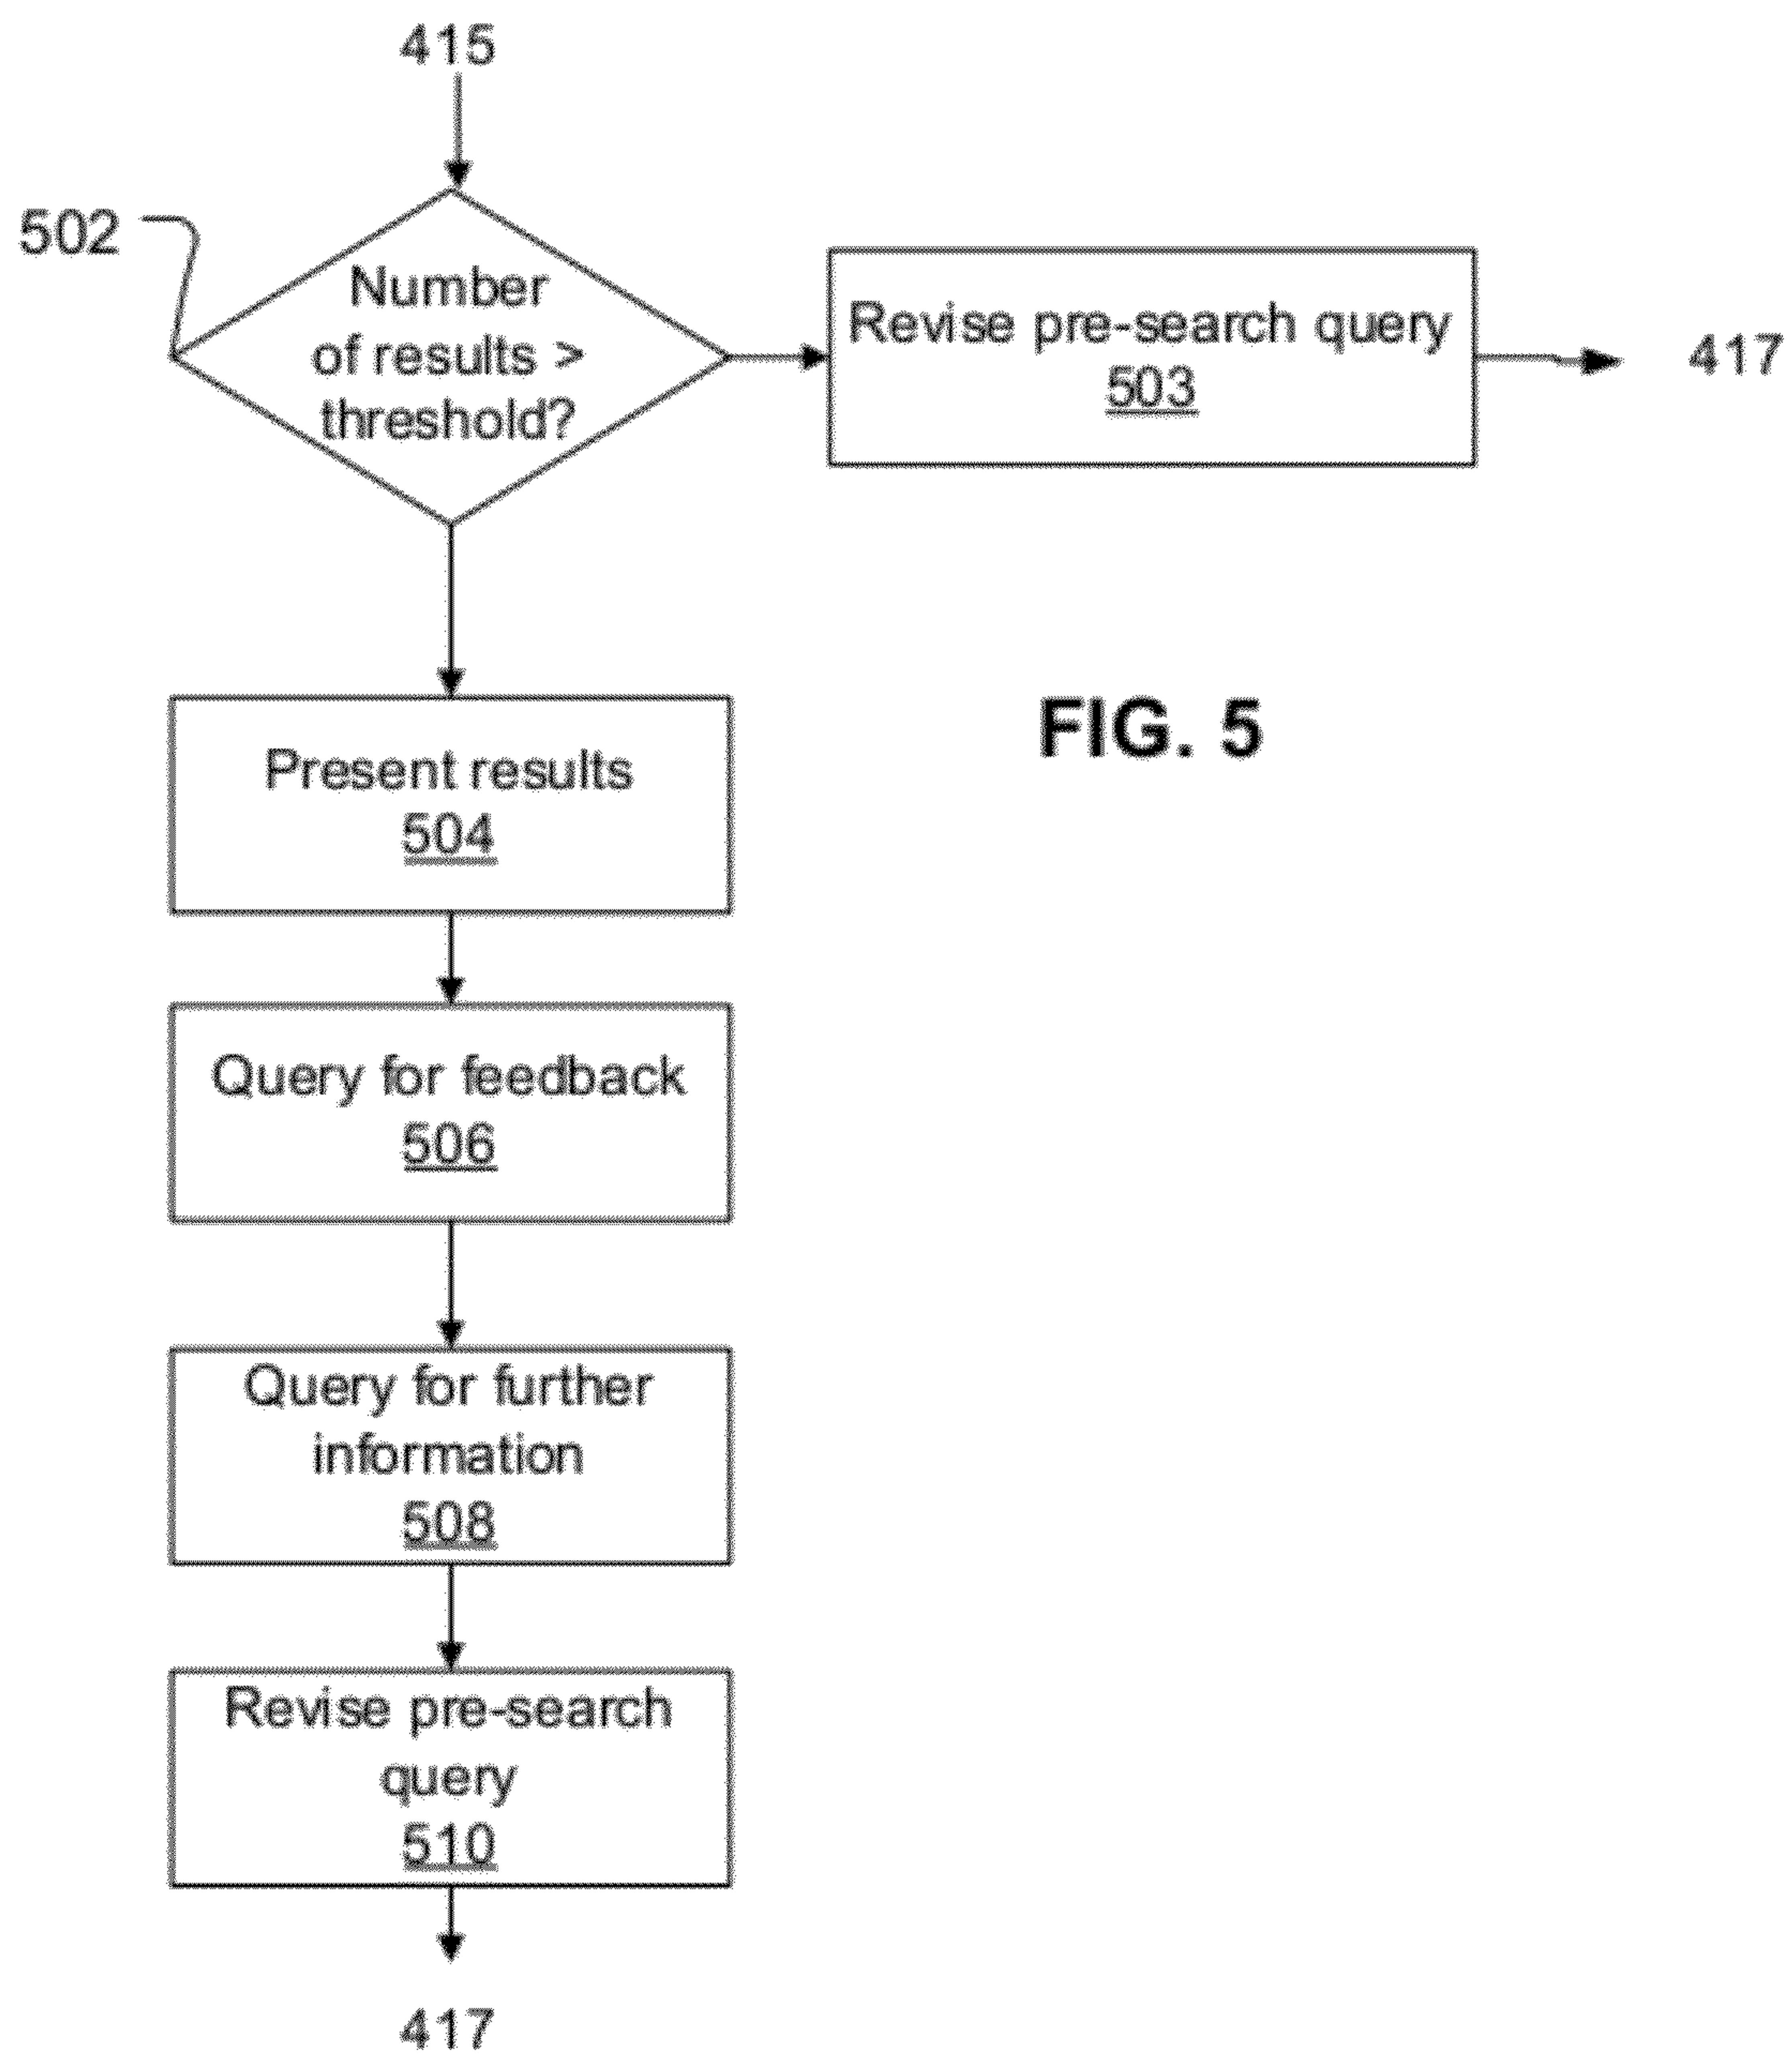 415
502
Number
of results >
threshold?
Revise pre-search query
503
417
FIG. 5
Present results
504
Query for feedback
506
Query for further
information
508
Revise pre-search
query
510
417